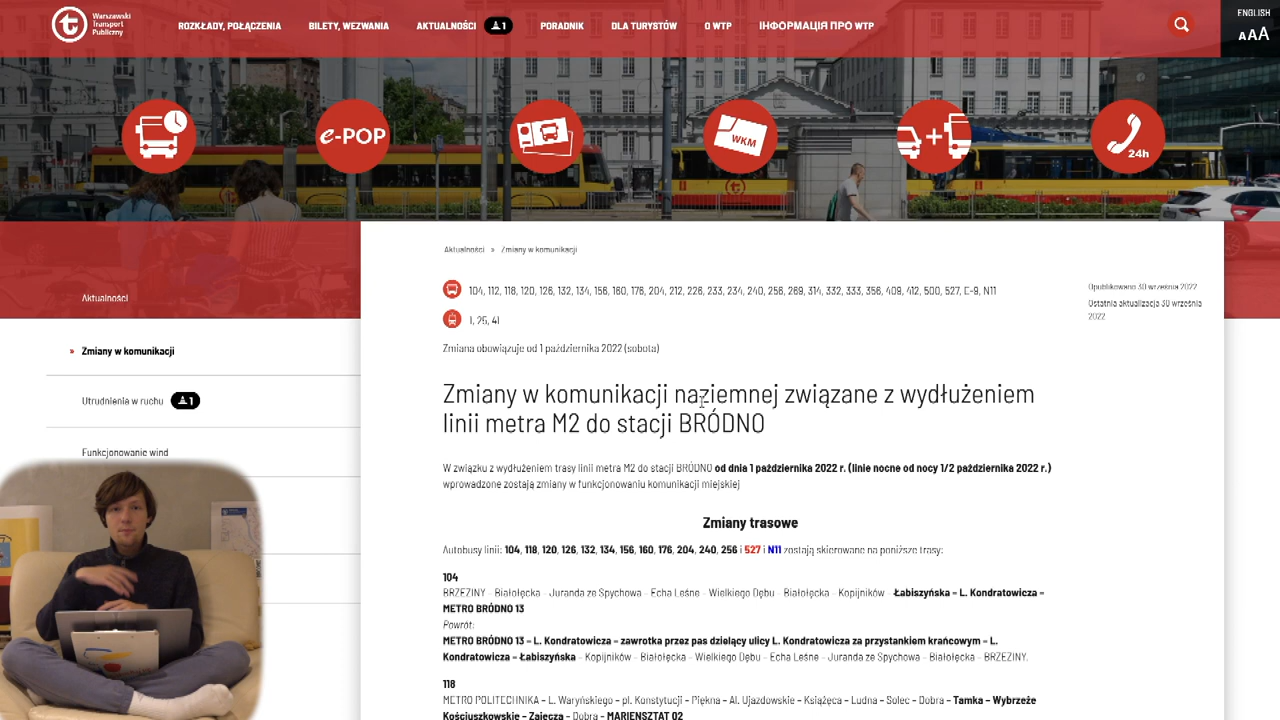 Warszawski
Transport
Publiczny
ROZKŁADY, POŁĄCZENIA
BILETY, WEZWANIA
AKTUALNOŚCI 1
PORADNIK
DLA TURYSTÓW
O WTP
ІНФОРМАЦІЯ ПРО WTP
ENGLISH
AAA
e-POP
WKM
24h
Aktualności
» Zmiany w komunikacji
Utrudnienia w ruchu 1
Funkcjonowanie wind
Aktualności » Zmiany w komunikacji
104, 112, 118, 120, 126, 132, 134, 156, 160, 176, 204, 212, 226, 233, 234, 240, 256, 269, 314, 332, 333, 356, 409, 412, 500, 527, E-9, N11
1, 25, 41
Opublikowano 30 września 2022
Ostatnia aktualizacja 30 września
2022
Zmiana obowiązuje od 1 października 2022 (sobota)
Zmiany w komunikacji naziemnej związane z wydłużeniem
linii metra M2 do stacji BRÓDNO
W związku z wydłużeniem trasy linii metra M2 do stacji BRÓDNO od dnia 1 października 2022 r. (linie nocne od nocy 1/2 października 2022 r.)
wprowadzone zostają zmiany w funkcjonowaniu komunikacji miejskiej
Zmiany trasowe
Autobusy linii: 104, 118, 120, 126, 132, 134, 156, 160, 176, 204, 240, 256 i 527 i N11 zostają skierowane na poniższe trasy:
104
BRZEZINY – Białołęcka – Juranda ze Spychowa – Echa Leśne – Wielkiego Dębu – Białołęcka – Kopijników – Łabiszyńska – L. Kondratowicza –
METRO BRÓDNO 13
Powrót:
METRO BRÓDNO 13 – L. Kondratowicza – zawrotka przez pas dzielący ulicy L. Kondratowicza za przystankiem krańcowym – L.
Kondratowicza – Łabiszyńska – Kopijników – Białołęcka – Wielkiego Dębu – Echa Leśne – Juranda ze Spychowa – Białołęcka – BRZEZINY.
118
METRO POLITECHNIKA – L. Waryńskiego – pl. Konstytucji – Piękna – Al. Ujazdowskie – Książęca – Ludna – Solec – Dobra – Tamka – Wybrzeże
Kościuszkowskie – Zajęcza – Dobra – MARIENSZTAT 02